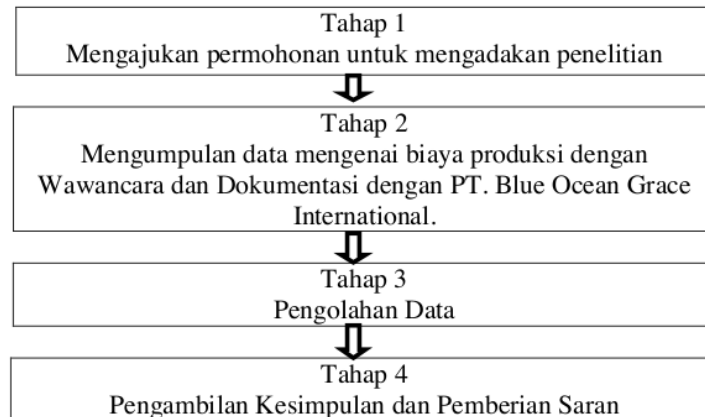 Tahap 1
Mengajukan permohonan untuk mengadakan penelitian
Tahap 2
Mengumpulan data mengenai biaya produksi dengan
Wawancara dan Dokumentasi dengan PT. Blue Ocean Grace
International.
Tahap 3
Pengolahan Data
Tahap 4
Pengambilan Kesimpulan dan Pemberian Saran